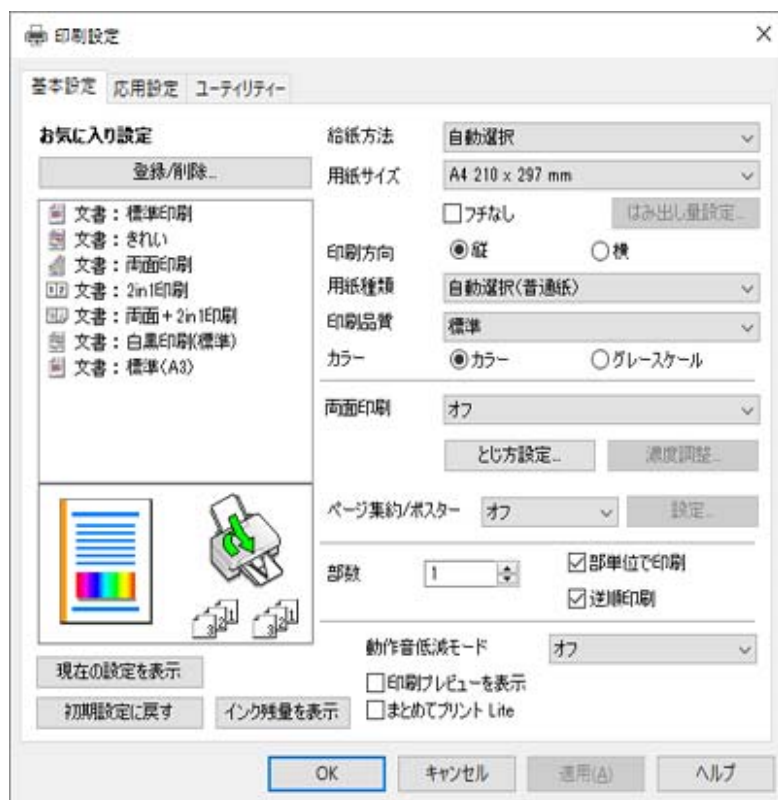 印刷設定
基本設定 応用設定 ユーティリティー
お気に入り設定
登録/削除...
文書：標準印刷
文書：きれい
文書：両面印刷
1 2 文書：2in1印刷
文書：両面＋2in1印刷
文書：白黒印刷(標準)
文書：標準(A3)
3 2 1 3 2 1
現在の設定を表示
初期設定に戻す インク残量を表示
給紙方法 自動選択
用紙サイズ A4 210 x 297 mm
フチなし はみ出し量設定...
印刷方向 縦 横
用紙種類 自動選択(普通紙)
印刷品質 標準
カラー カラー グレースケール
両面印刷 オフ
とじ方設定... 濃度調整...
ページ集約/ポスター オフ 設定...
部数 1 部単位で印刷
逆順印刷
動作音低減モード オフ
印刷プレビューを表示
まとめてプリント Lite
OK キャンセル 適用(A) ヘルプ